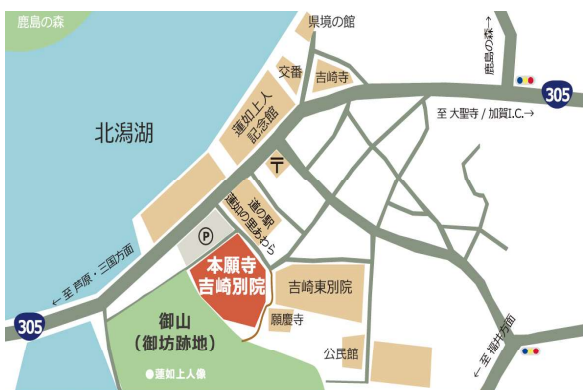 鹿島の森
県境の館
交番
吉崎寺
鹿島の森→
305
至 大聖寺 / 加賀I.C.→
蓮如上人
記念館
北潟湖
〒
道の駅
蓮如の里あわら
P
本願寺
吉崎別院
吉崎東別院
← 至 芦原・三国方面
305
御山
(御坊跡地)
願慶寺
公民館
← 至 福井方面
●蓮如上人像